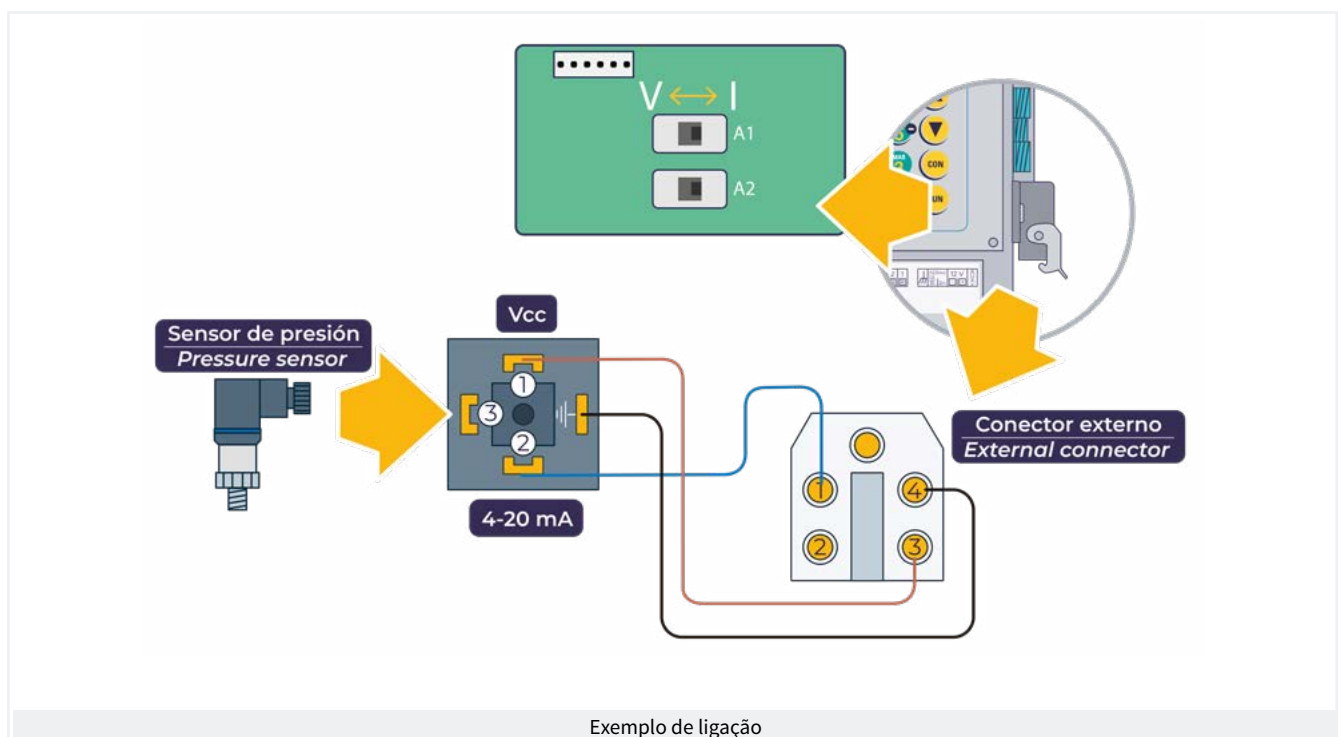 V I
A1
A2
CON
12 V
Vcc
Sensor de presión
Pressure sensor
1
3
2
4-20 mA
Conector externo
External connector
1
4
2
3
Exemplo de ligação